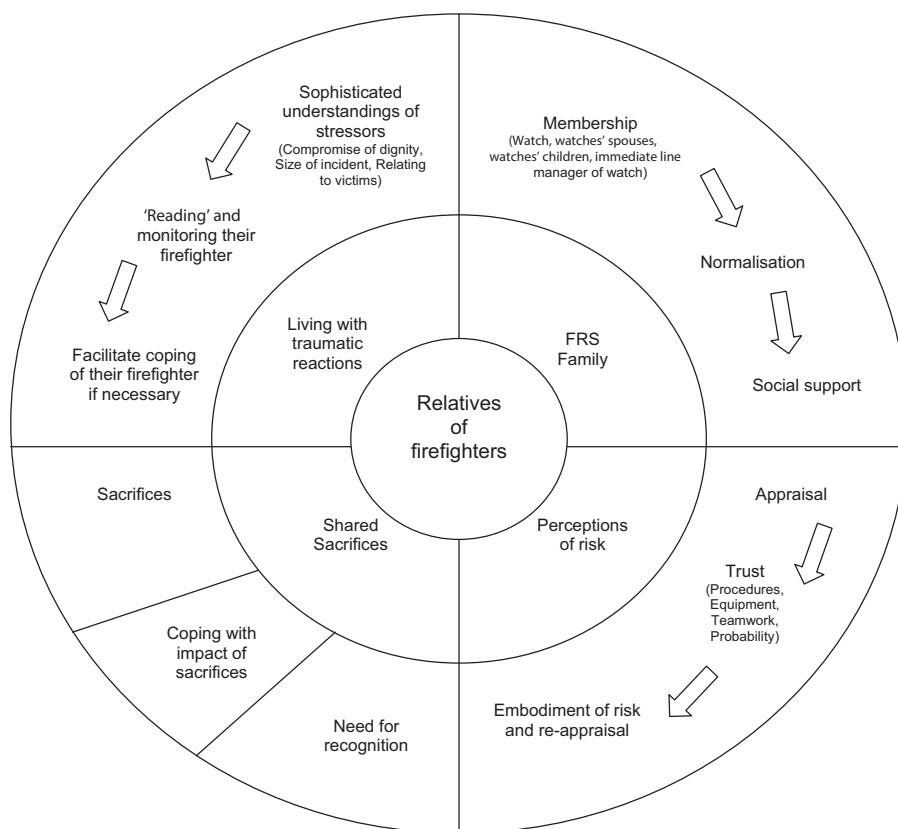 Sophisticated
understandings of
stressors
(Compromise of dignity,
Size of incident, Relating
to victims)
‘Reading’ and
monitoring their
firefighter
Facilitate coping
of their firefighter
if necessary
Living with
traumatic
reactions
Membership
(Watch, watches’ spouses,
watches’ children, immediate line
manager of watch)
Normalisation
Social support
FRS
Family
Relatives
of
firefighters
Sacrifices
Coping with
impact of
sacrifices
Need for
recognition
Shared
Sacrifices
Perceptions
of risk
Appraisal
Trust
(Procedures,
Equipment,
Teamwork,
Probability)
Embodiment of risk
and re-appraisal